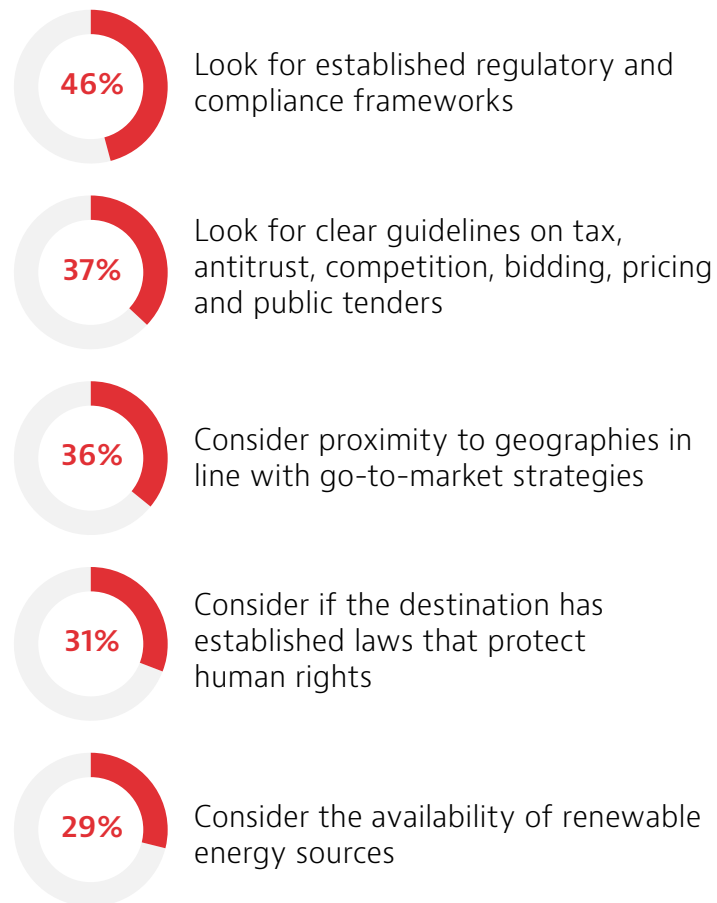 46%
Look for established regulatory and
compliance frameworks
37%
Look for clear guidelines on tax,
antitrust, competition, bidding, pricing
and public tenders
36%
Consider proximity to geographies in
line with go-to-market strategies
31%
Consider if the destination has
established laws that protect
human rights
29%
Consider the availability of renewable
energy sources